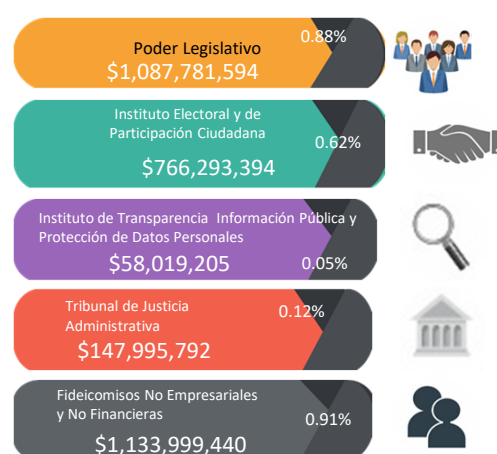 0.88%
Poder Legislativo
$1,087,781,594
Instituto Electoral y de
Participación Ciudadana
0.62%
$766,293,394
Instituto de Transparencia Información Pública y
Protección de Datos Personales
$58,019,205
0.05%
Tribunal de Justicia
0.12%
Administrativa
$147,995,792
Fideicomisos No Empresariales
y No Financieras
0.91%
$1,133,999,440